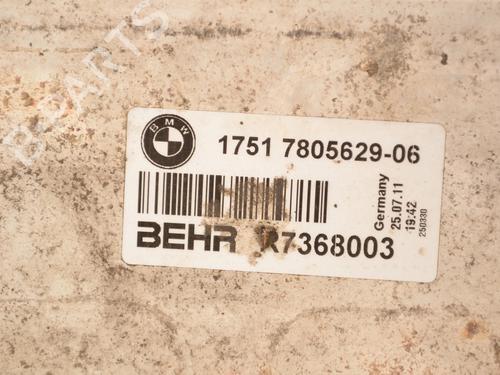 B-PARTS
BMW
1751 7805629-06
BEHR R7368003
Germany
25.07.11
19:42
250330